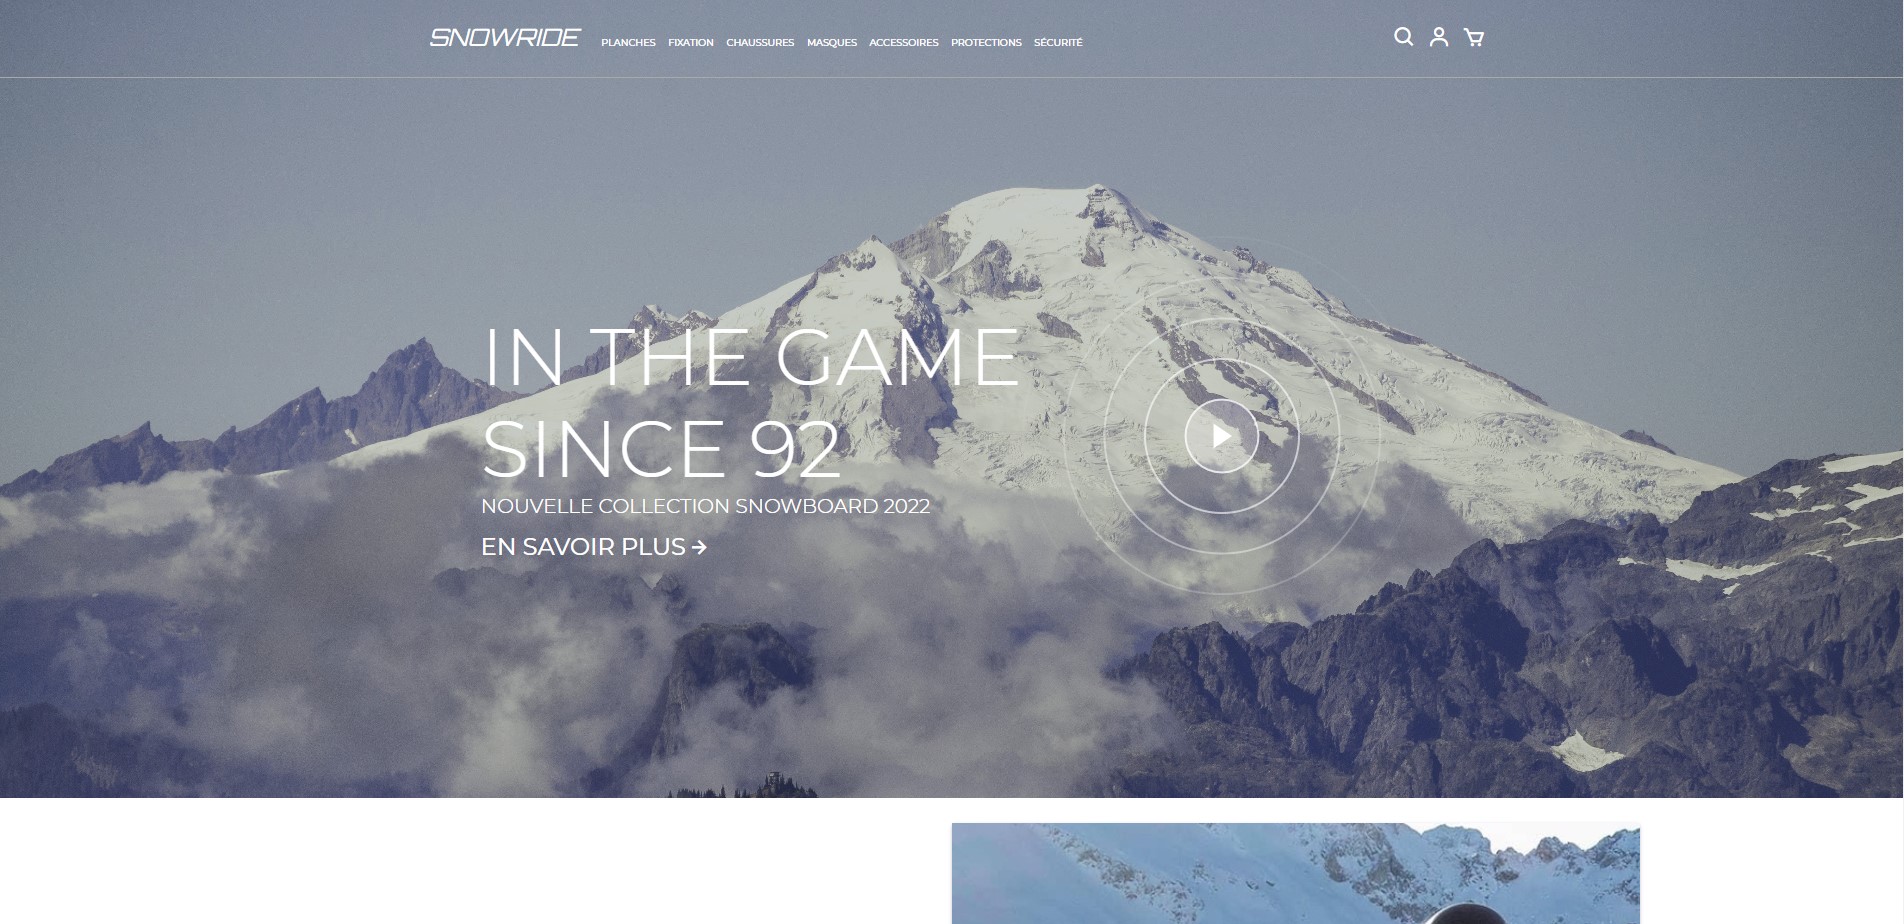 SNOWRIDE
PLANCHES FIXATION CHAUSSURES MASQUES ACCESSOIRES PROTECTIONS SÉCURITÉ
IN THE GAME
SINCE 92
NOUVELLE COLLECTION SNOWBOARD 2022
EN SAVOIR PLUS →